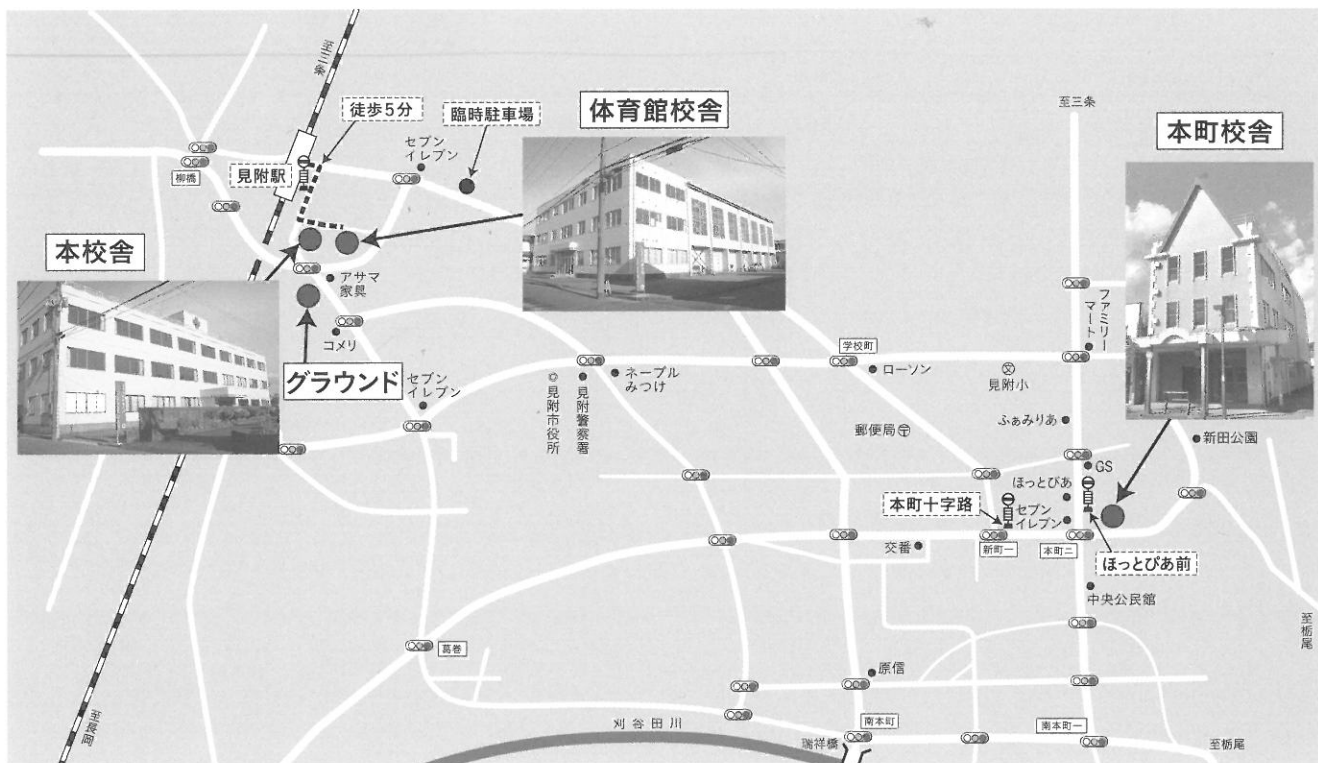 至三条
徒歩5分
臨時駐車場
体育館校舎
至三条
本町校舎
セブン
イレブン
見附駅
柳橋
本校舎
アサマ
家具
コメリ
グラウンド
セブン
イレブン
見附市役所
見附警察署
ネーブル
みつけ
学校町
ローソン
見附小
文
ファミリー
マート
ふぁみりあ
郵便局
新田公園
GS
ほっとぴあ
セブン
イレブン
本町十字路
交番
新町一
本町二
ほっとぴあ前
中央公民館
至栃尾
葛巻
原信
至長岡
刈谷田川
瑞祥橋
南本町
南本町一
至栃尾